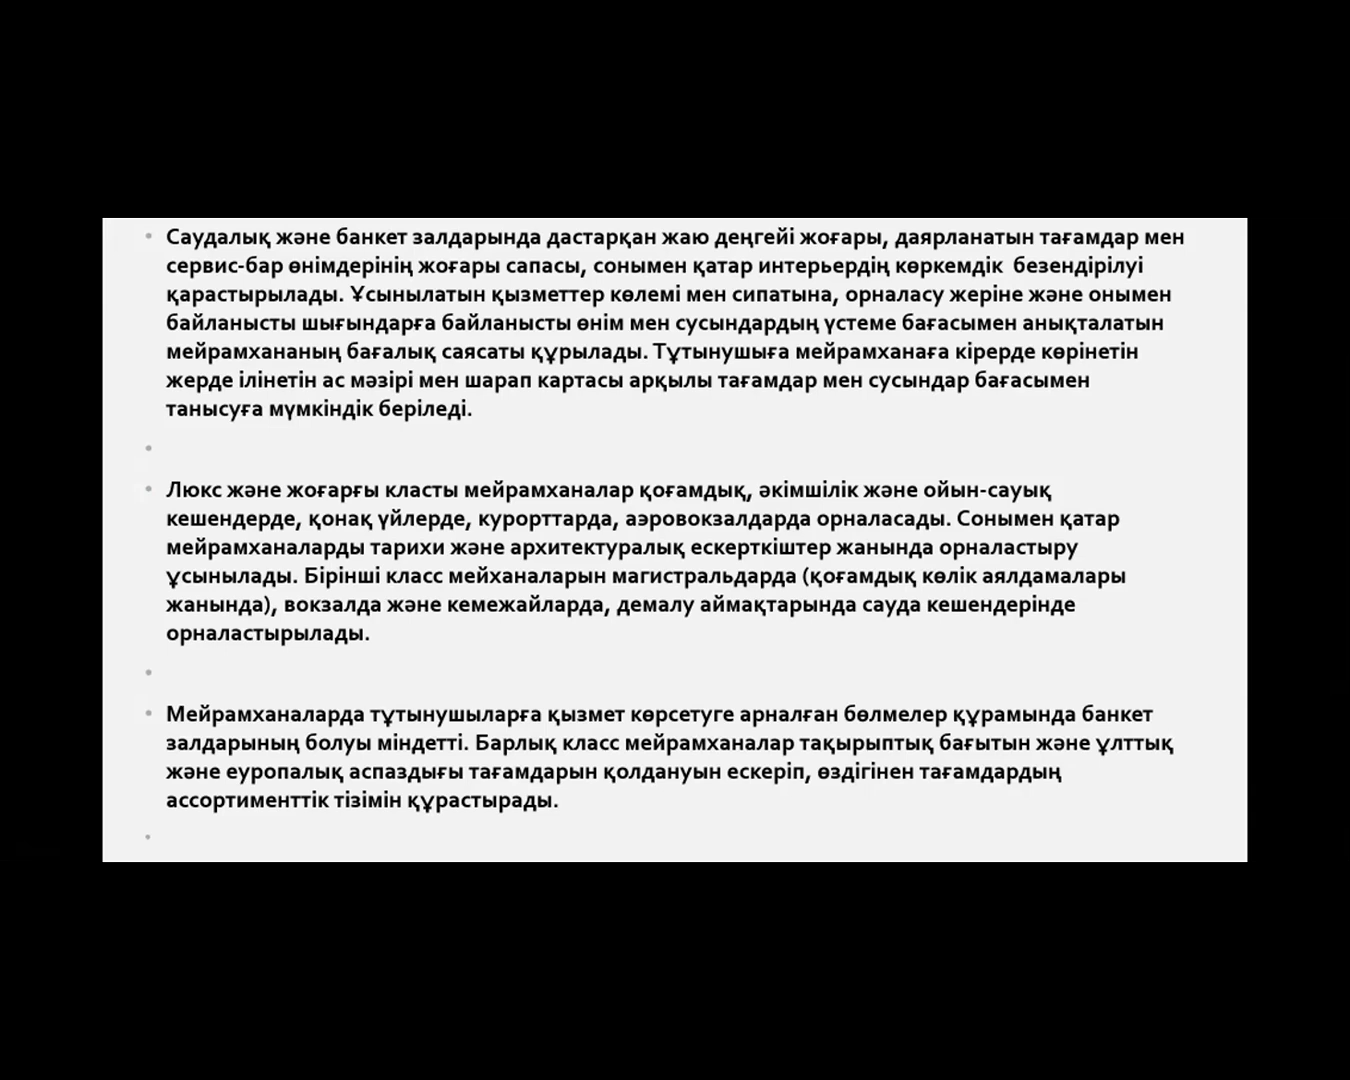 Саудалық және банкет залдарында дастарқан жаю деңгейі жоғары, даярланатын тағамдар мен
сервис-бар өнімдерінің жоғары сапасы, сонымен қатар интерьердің көркемдік безендірілуі
қарастырылады. Ұсынылатын қызметтер көлемі мен сипатына, орналасу жеріне және онымен
байланысты шығындарға байланысты өнім мен сусындардың үстеме бағасымен анықталатын
мейрамхананың бағалық саясаты құрылады. Тұтынушыға мейрамханаға кірерде көрінетін
жерде ілінетін ас мәзірі мен шарап картасы арқылы тағамдар мен сусындар бағасымен
танысуға мүмкіндік беріледі.
Люкс және жоғарғы класты мейрамханалар қоғамдық, әкімшілік және ойын-сауық
кешендерде, қонақ үйлерде, курорттарда, аэровокзалдарда орналасады. Сонымен қатар
мейрамханаларды тарихи және архитектуралық ескерткіштер жанында орналастыру
ұсынылады. Бірінші класс мейханаларын магистральдарда (қоғамдық көлік аялдамалары
жанында), вокзалда және кемежайларда, демалу аймақтарында сауда кешендерінде
орналастырылады.
Мейрамханаларда тұтынушыларға қызмет көрсетуге арналған бөлмелер құрамында банкет
залдарының болуы міндетті. Барлық класс мейрамханалар тақырыптық бағытын және ұлттық
және еуропалық аспаздығы тағамдарын қолдануын ескеріп, өздігінен тағамдардың
ассортименттік тізімін құрастырады.